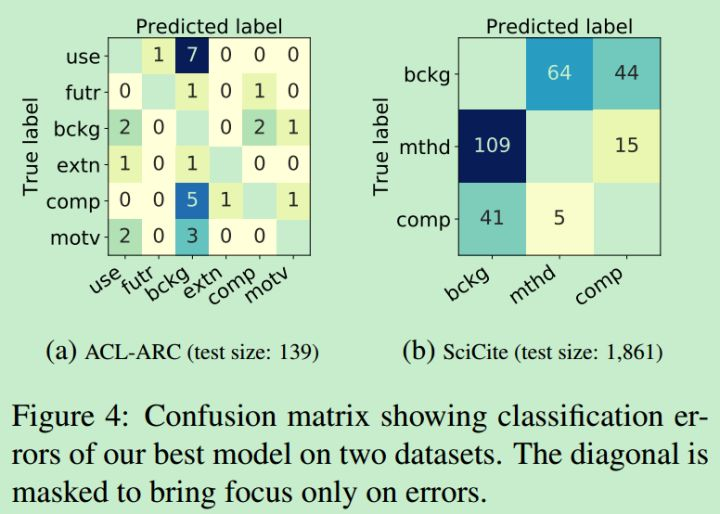 Predicted label
use 1 7 0 0 0
futr 0 1 0 1 0
bckg 2 0 0 2 1
extn 1 0 1 0 0
comp 0 0 5 1 1
motv 2 0 3 0 0
True label
use futr bckg extn comp motv
(a) ACL-ARC (test size: 139)
Predicted label
bckg 64 44
mthd 109 15
comp 41 5
True label
bckg mthd comp
(b) SciCite (test size: 1,861)
Figure 4: Confusion matrix showing classification er-
rors of our best model on two datasets. The diagonal is
masked to bring focus only on errors.